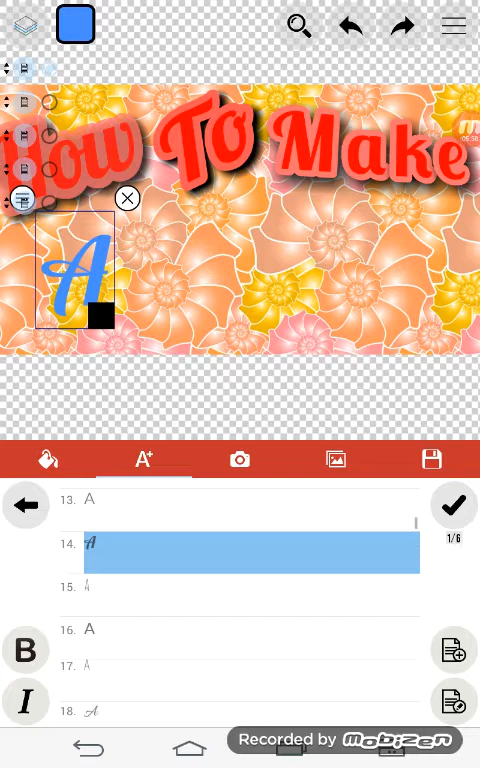 How To Make
A
A+
13. A
14. A
1/6
15. A
16. A
B
17. A
I
18. A
Recorded by MOBIZEN